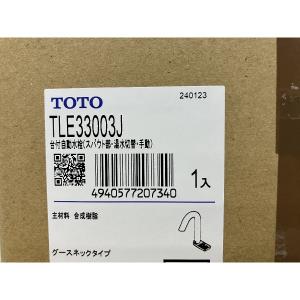 TOTO
240123
TLE33003J
台付自動水栓(スパウト部・湯水切替・手動)
4940577207340
1入
主材料 合成樹脂
グースネックタイプ